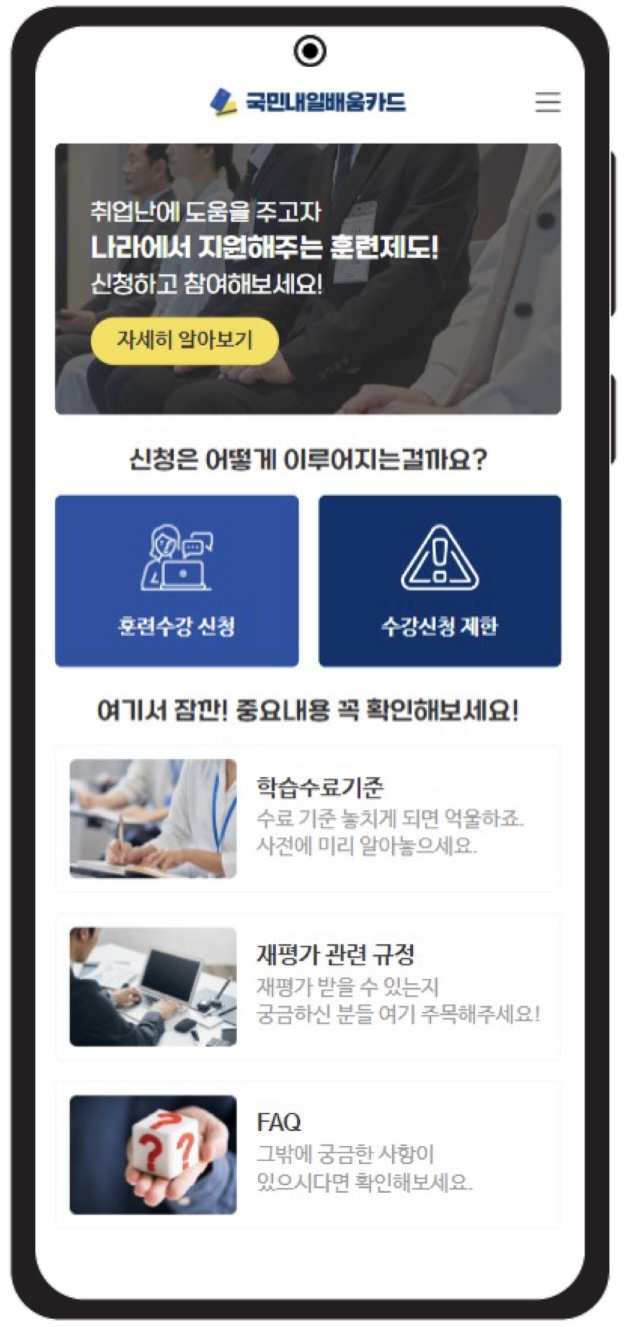 국민내일배움카드
취업난에 도움을 주고자
나라에서 지원해주는 훈련제도!
신청하고 참여해보세요!
자세히 알아보기
신청은 어떻게 이루어지는걸까요?
훈련수강 신청
수강신청 제한
여기서 잠깐! 중요내용 꼭 확인해보세요!
학습수료기준
수료 기준 놓치게 되면 억울하죠.
사전에 미리 알아놓으세요.
재평가 관련 규정
재평가 받을 수 있는지
궁금하신 분들 여기 주목해주세요!
FAQ
그밖에 궁금한 사항이
있으시다면 확인해보세요.